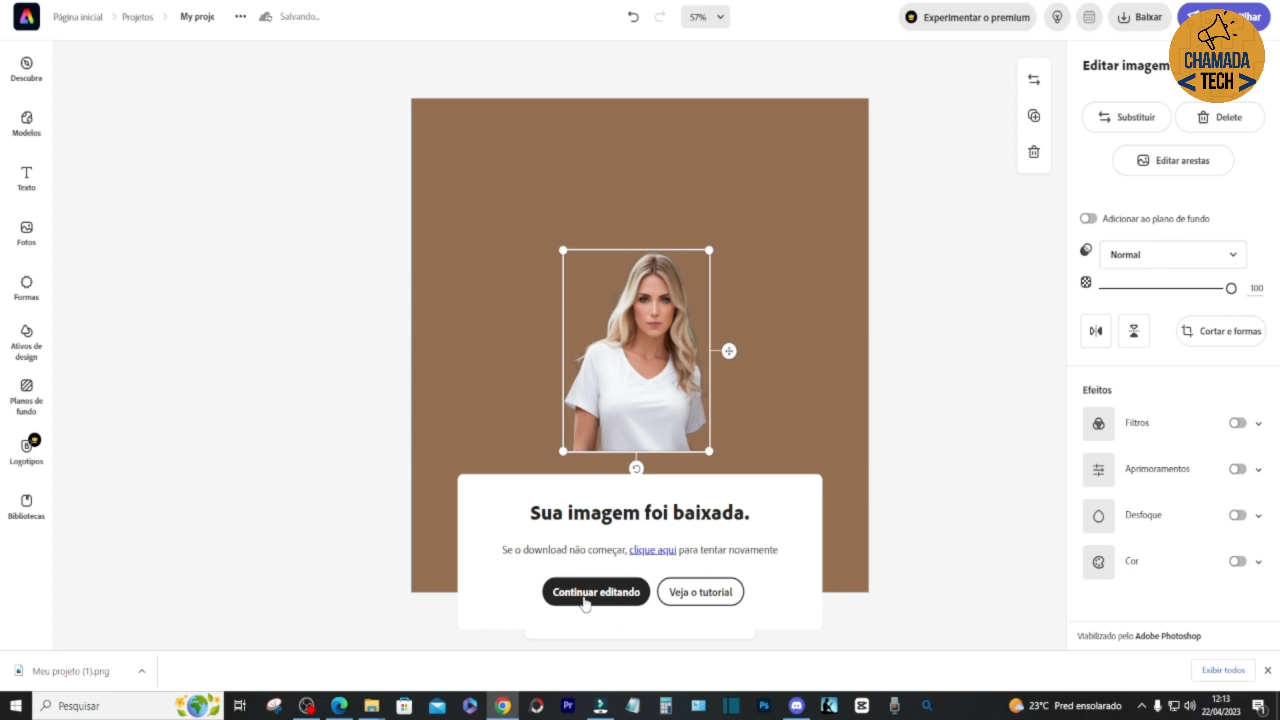 Página inicial
Projetos
My proje
Salvando...
57%
Experimentar o premium
Baixar
lhar
CHAMADA
TECH
Descubra
Modelos
Texto
Fotos
Formas
Ativos de
design
Planos de
fundo
Logotipos
Bibliotecas
Editar imagem
Substituir
Delete
Editar arestas
Adicionar ao plano de fundo
Normal
100
Cortar e formas
Efeitos
Filtros
Aprimoramentos
Desfoque
Cor
Viabilizado pelo Adobe Photoshop
Sua imagem foi baixada.
Se o download não começar, clique aqui para tentar novamente
Continuar editando
Veja o tutorial
Meu projeto (1).png
Exibir todos
Pesquisar
23°C Pred ensolarado
12:13
22/04/2023